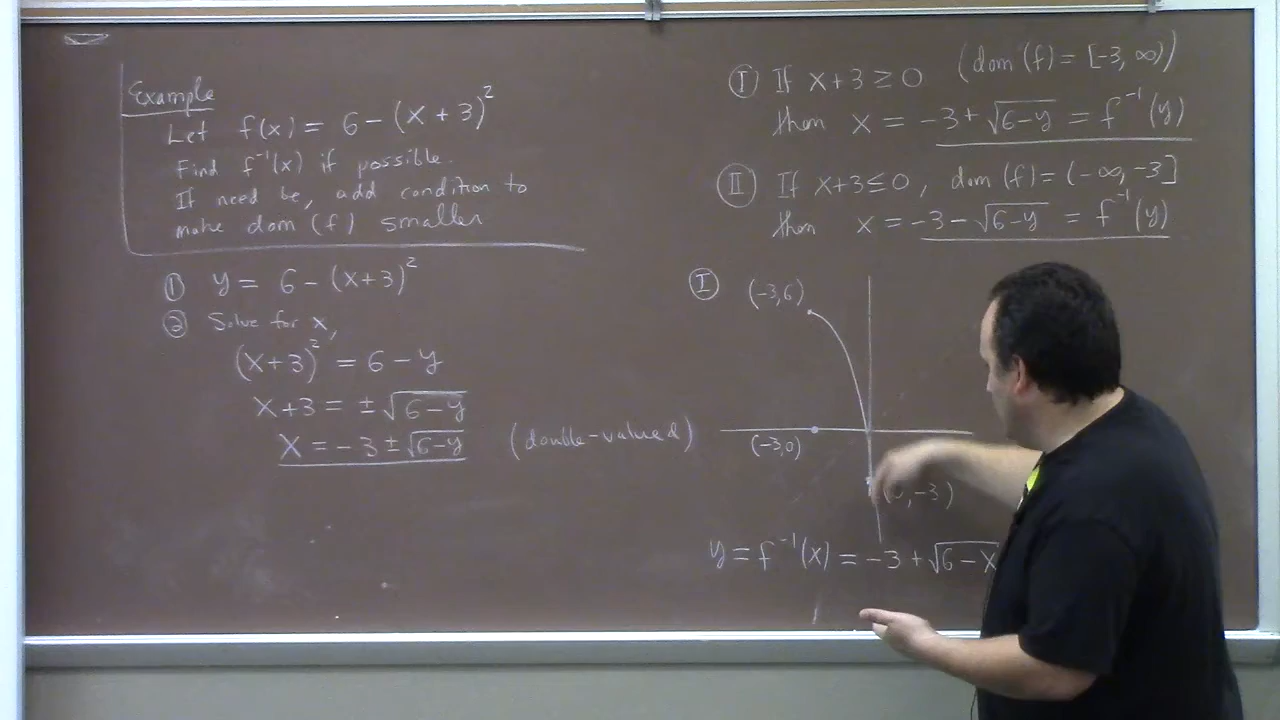 Example
Let f(x) = 6 - (x + 3)²
Find f⁻¹(x) if possible.
If need be, add condition to
make dom (f) smaller
① y = 6 - (x+3)²
② Solve for x,
(x+3)² = 6 - y
x+3 = ±√(6-y)
x = -3 ± √(6-y) (double-valued)
Ⓘ If x+3 ≥ 0 (dom (f) = [-3, ∞))
then x = -3 + √(6-y) = f⁻¹(y)
Ⅱ If x+3 ≤ 0, dom (f) = (-∞, -3]
then x = -3 - √(6-y) = f⁻¹(y)
Ⓘ (-3,6)
(-3,0)
(0,-3)
y = f⁻¹(x) = -3 + √(6-x)